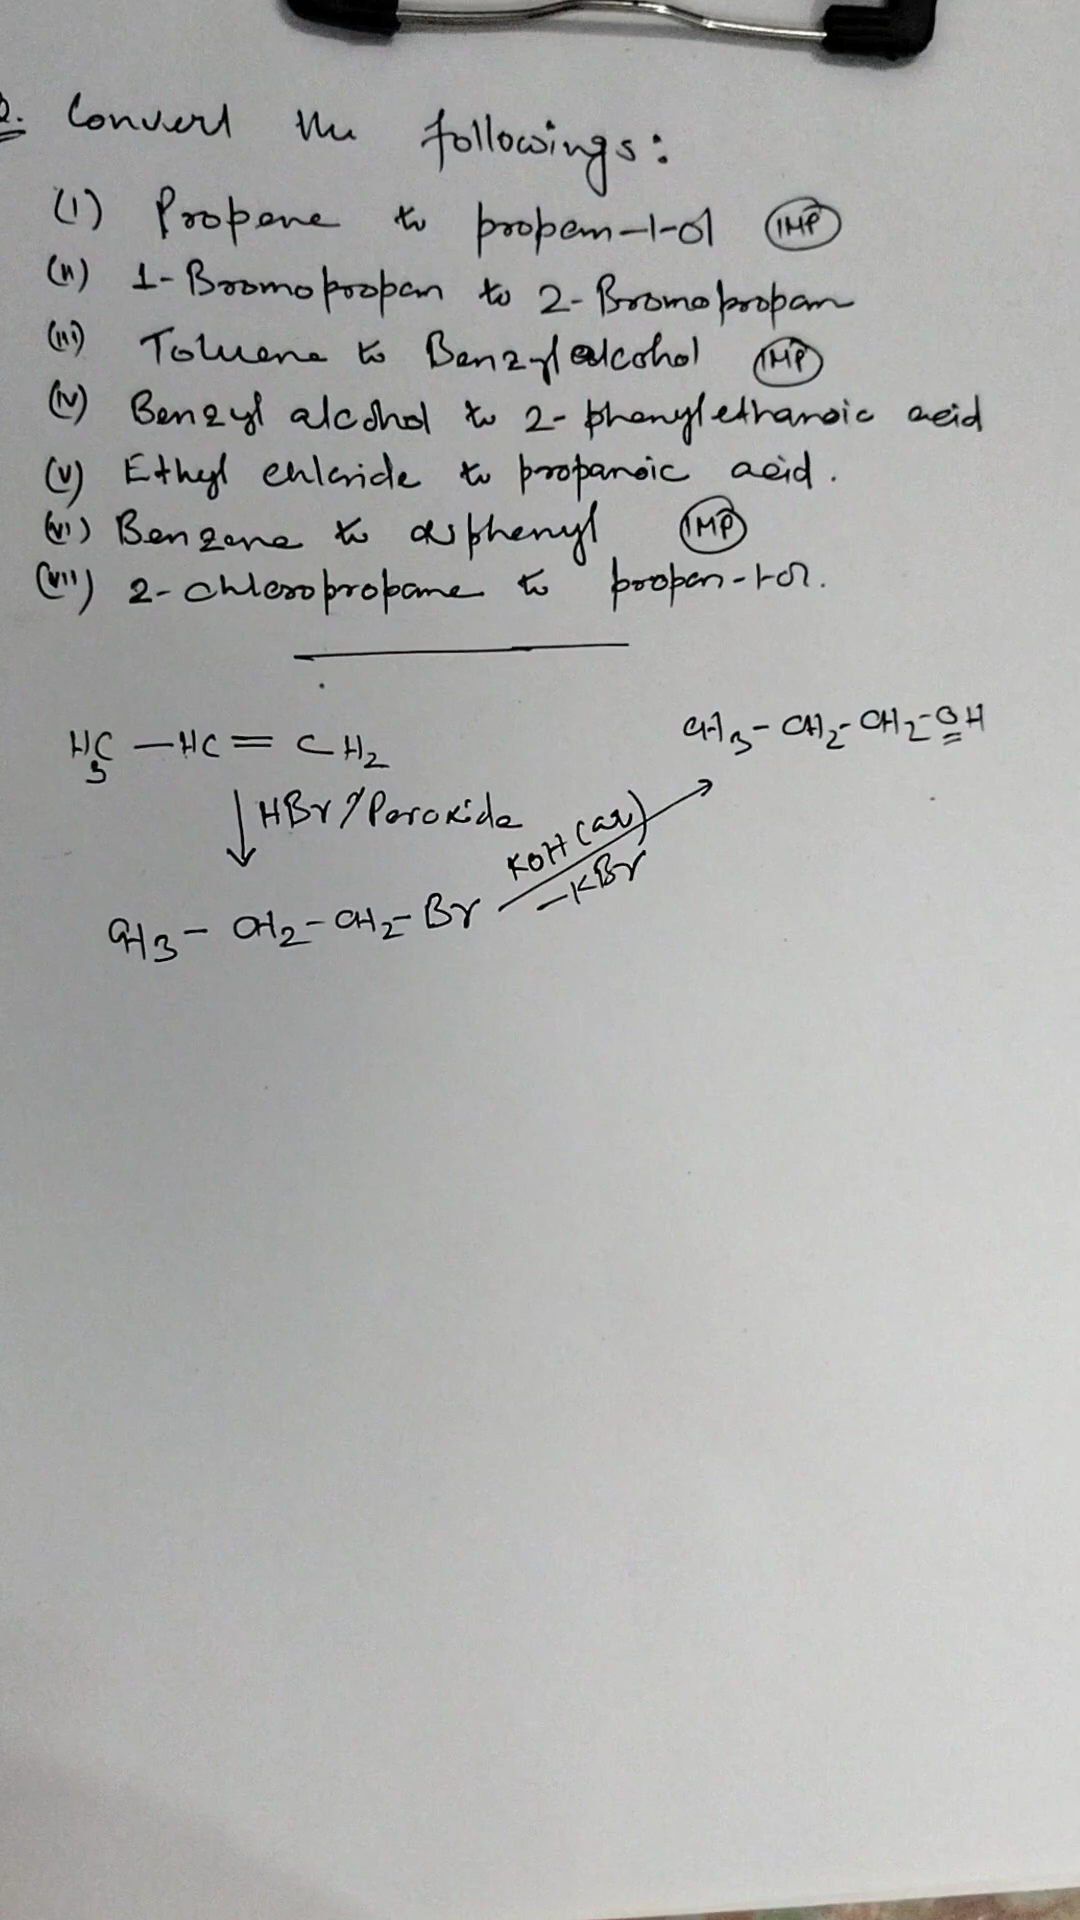 Q. Convert the followings:
(i) Propene to propan-1-ol (IMP)
(ii) 1-Bromopropan to 2-Bromopropan
(iii) Toluene to Benzyl alcohol (IMP)
(iv) Benzyl alcohol to 2-phenylethanoic acid
(v) Ethyl chloride to propanoic acid.
(vi) Benzene to diphenyl (IMP)
(vii) 2-chloropropane to propan-1-ol.
CH3-CH2-CH2-OH
H3C-HC=CH2
HBr/Peroxide
KOH (aq)
-KBr
CH3-CH2-CH2-Br